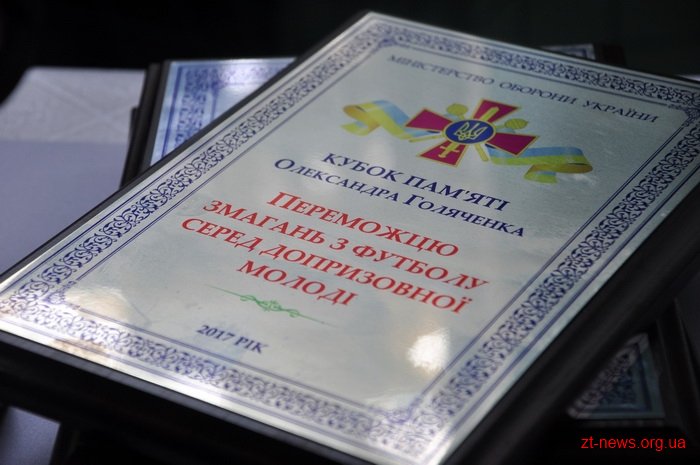 МІНІСТЕРСТВО ОБОРОНИ УКРАЇНИ
КУБОК ПАМ'ЯТІ
ОЛЕКСАНДРА ГОЛЯЧЕНКА
ПЕРЕМОЖЦЮ
ЗМАГАНЬ З ФУТБОЛУ
СЕРЕД ДОПРИЗОВНОЇ
МОЛОДІ
2017 РІК
zt-news.org.ua